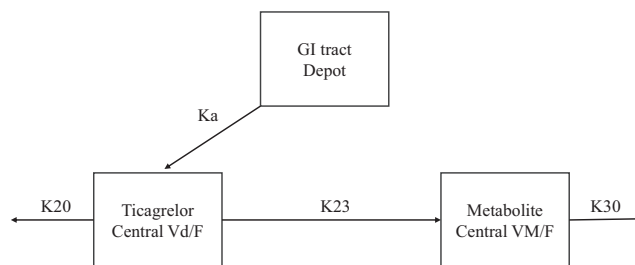 GI tract
Depot
Ka
K20
Ticagrelor
Central Vd/F
K23
Metabolite
Central VM/F
K30